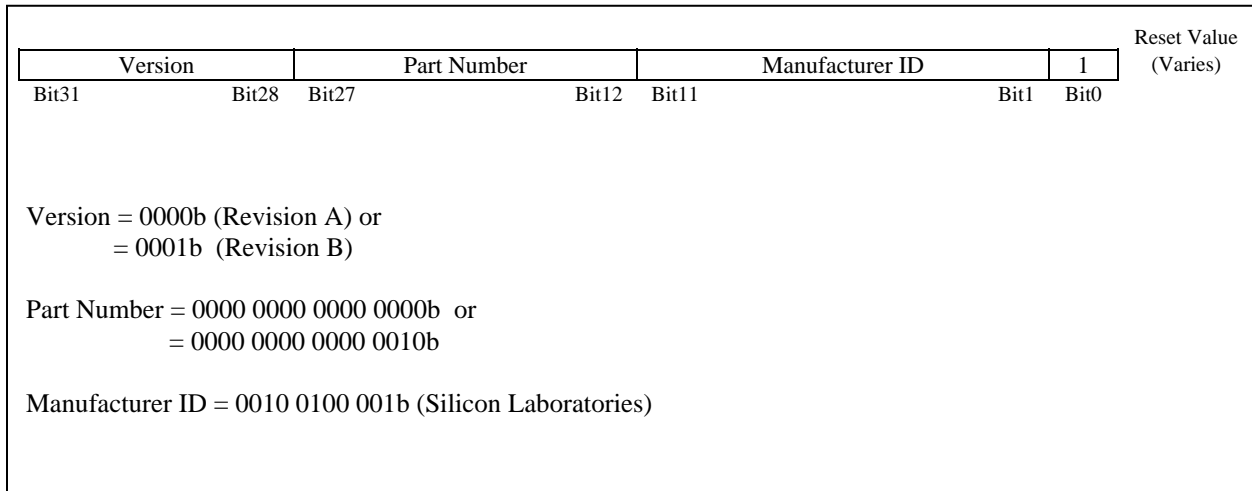 Reset Value
Version Part Number Manufacturer ID 1 (Varies)
Bit31 Bit28 Bit27 Bit12 Bit11 Bit1 Bit0
Version = 0000b (Revision A) or
= 0001b (Revision B)
Part Number = 0000 0000 0000 0000b or
= 0000 0000 0000 0010b
Manufacturer ID = 0010 0100 001b (Silicon Laboratories)